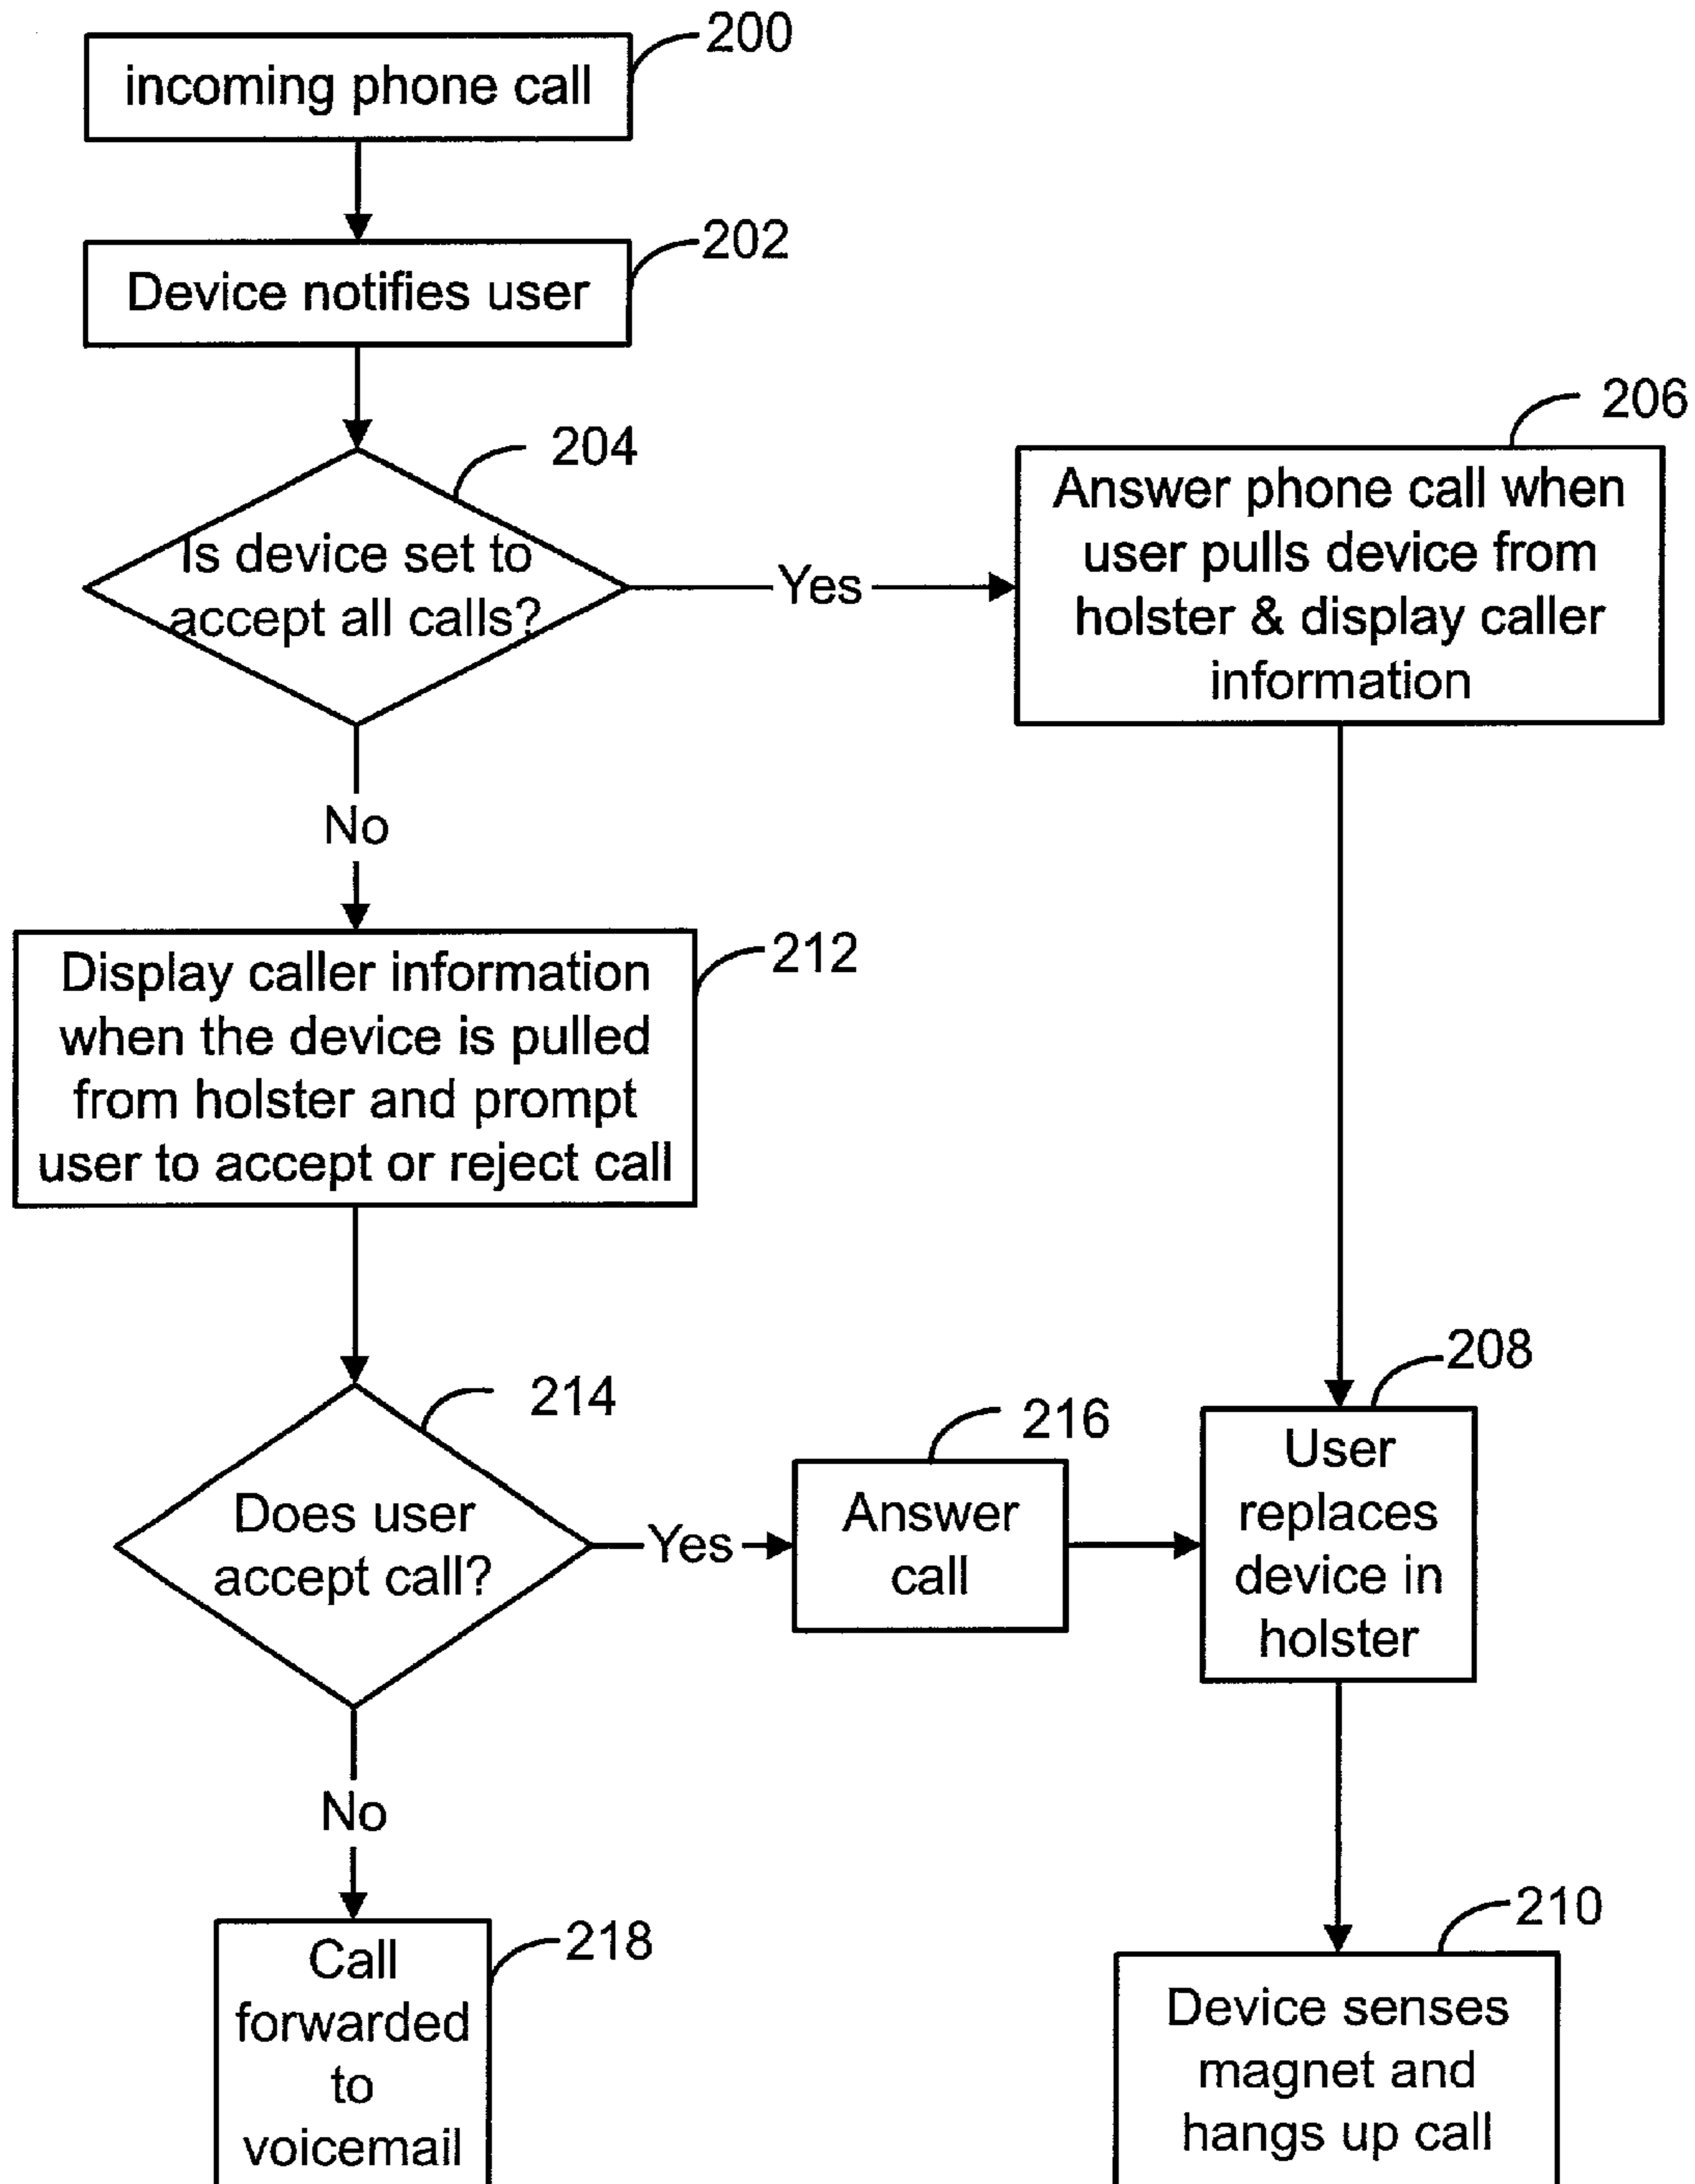 200
incoming phone call
202
Device notifies user
204
Is device set to
accept all calls?
Yes
206
Answer phone call when
user pulls device from
holster & display caller
information
No
212
Display caller information
when the device is pulled
from holster and prompt
user to accept or reject call
214
Does user
accept call?
Yes
216
Answer
call
208
User
replaces
device in
holster
No
218
Call
forwarded
to
voicemail
210
Device senses
magnet and
hangs up call